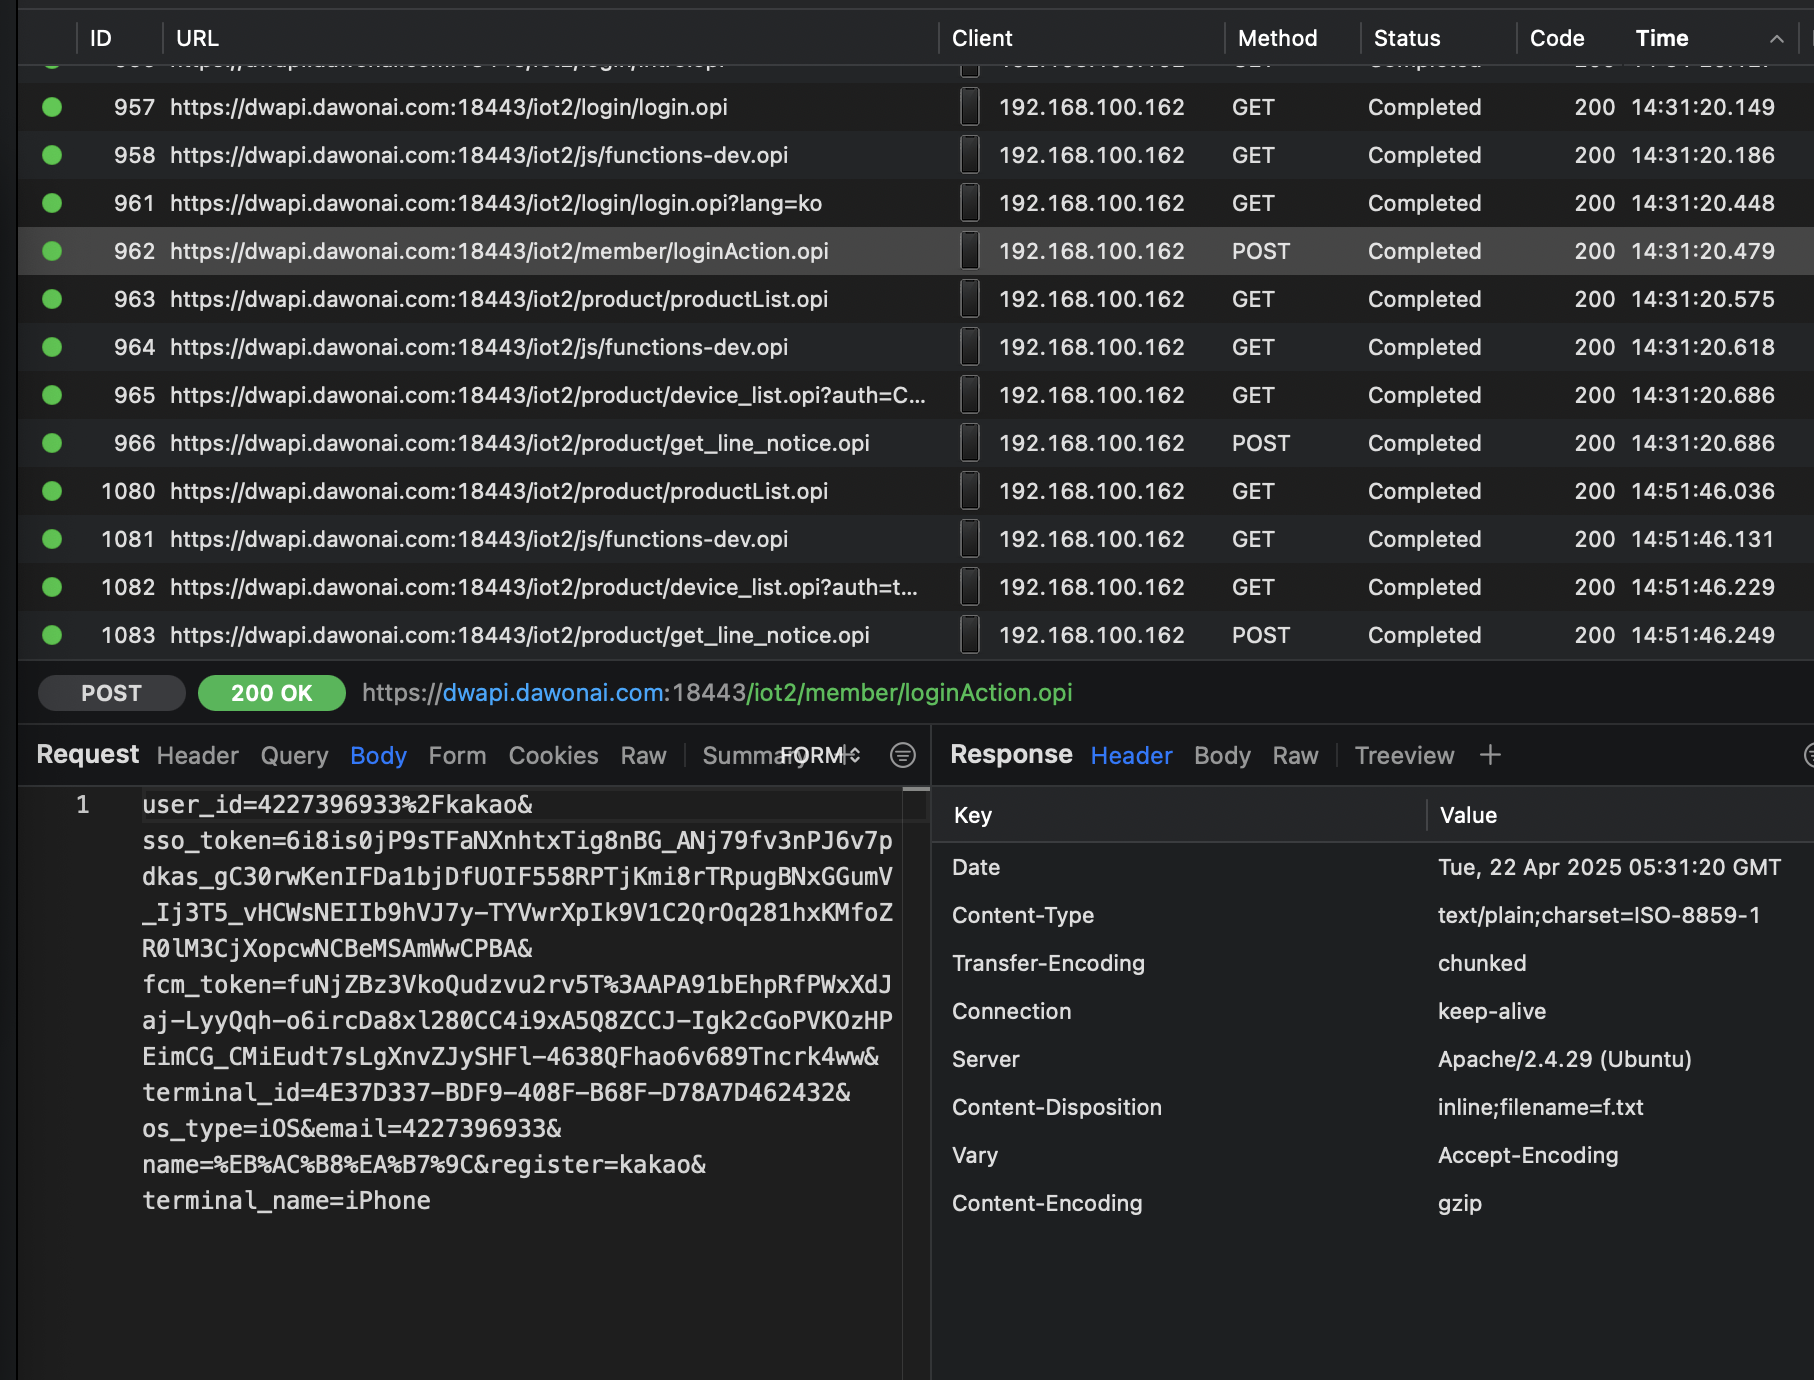 ID URL Client Method Status Code Time
957 https://dwapi.dawonai.com:18443/iot2/login/login.opi 192.168.100.162 GET Completed 200 14:31:20.149
958 https://dwapi.dawonai.com:18443/iot2/js/functions-dev.opi 192.168.100.162 GET Completed 200 14:31:20.186
961 https://dwapi.dawonai.com:18443/iot2/login/login.opi?lang=ko 192.168.100.162 GET Completed 200 14:31:20.448
962 https://dwapi.dawonai.com:18443/iot2/member/loginAction.opi 192.168.100.162 POST Completed 200 14:31:20.479
963 https://dwapi.dawonai.com:18443/iot2/product/productList.opi 192.168.100.162 GET Completed 200 14:31:20.575
964 https://dwapi.dawonai.com:18443/iot2/js/functions-dev.opi 192.168.100.162 GET Completed 200 14:31:20.618
965 https://dwapi.dawonai.com:18443/iot2/product/device_list.opi?auth=C... 192.168.100.162 GET Completed 200 14:31:20.686
966 https://dwapi.dawonai.com:18443/iot2/product/get_line_notice.opi 192.168.100.162 POST Completed 200 14:31:20.686
1080 https://dwapi.dawonai.com:18443/iot2/product/productList.opi 192.168.100.162 GET Completed 200 14:51:46.036
1081 https://dwapi.dawonai.com:18443/iot2/js/functions-dev.opi 192.168.100.162 GET Completed 200 14:51:46.131
1082 https://dwapi.dawonai.com:18443/iot2/product/device_list.opi?auth=t... 192.168.100.162 GET Completed 200 14:51:46.229
1083 https://dwapi.dawonai.com:18443/iot2/product/get_line_notice.opi 192.168.100.162 POST Completed 200 14:51:46.249
POST 200 OK https://dwapi.dawonai.com:18443/iot2/member/loginAction.opi
Request Header Query Body Form Cookies Raw Summary FORM
1 user_id=4227396933%2Fkakao&
sso_token=6i8is0jP9sTFaNXnhtxTig8nBG_ANj79fv3nPJ6v7p
dkas_gC30rwKenIFDa1bjDfUOIF558RPTjKmi8rTRpugBNxGGumV
_Ij3T5_vHCWsNEIIb9hVJ7y-TYVwrXpIk9V1C2QrOq281hxKMfoZ
R0lM3CjXopcwNCBeMSAmWwCPBA&
fcm_token=fuNjZBz3VkoQudzvu2rv5T%3AAPA91bEhpRfPWxXdJ
aj-LyyQqh-o6ircDa8xl280CC4i9xA5Q8ZCCJ-Igk2cGoPVKOzHP
EimCG_CMiEudt7sLgXnvZJySHFl-4638QFhao6v689Tncrk4ww&
terminal_id=4E37D337-BDF9-408F-B68F-D78A7D462432&
os_type=iOS&email=4227396933&
name=%EB%AC%B8%EA%B7%9C&register=kakao&
terminal_name=iPhone
Response Header Body Raw Treeview +
Key Value
Date Tue, 22 Apr 2025 05:31:20 GMT
Content-Type text/plain;charset=ISO-8859-1
Transfer-Encoding chunked
Connection keep-alive
Server Apache/2.4.29 (Ubuntu)
Content-Disposition inline;filename=f.txt
Vary Accept-Encoding
Content-Encoding gzip